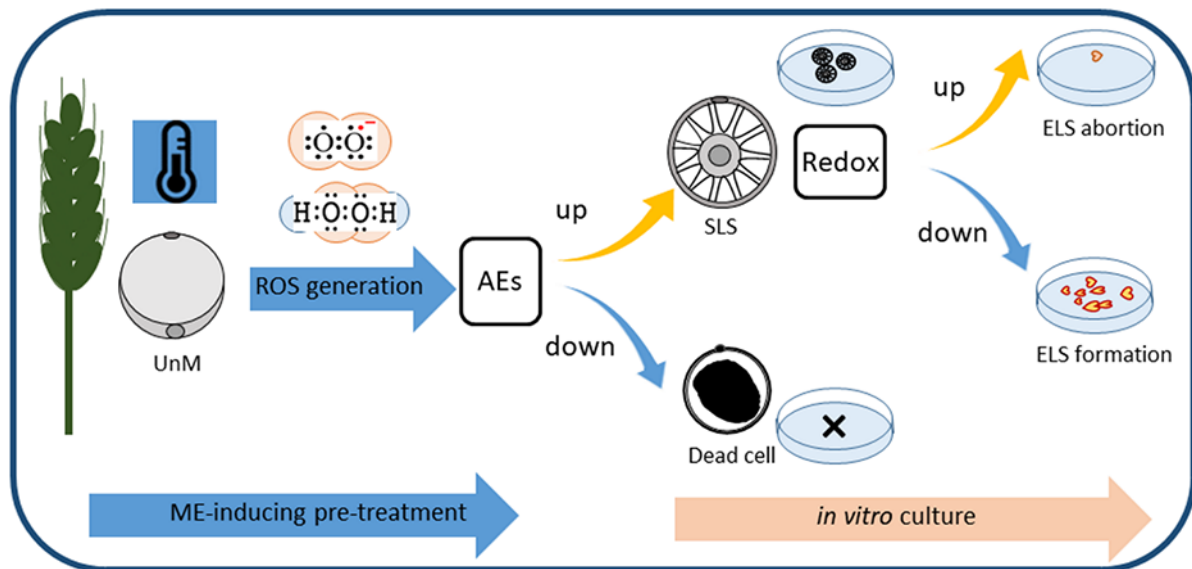 :Ö:Ö:
H:Ö:Ö:H
UnM
ROS generation
AEs
up
down
SLS
Redox
Dead cell
up
down
ELS abortion
ELS formation
ME-inducing pre-treatment
in vitro culture